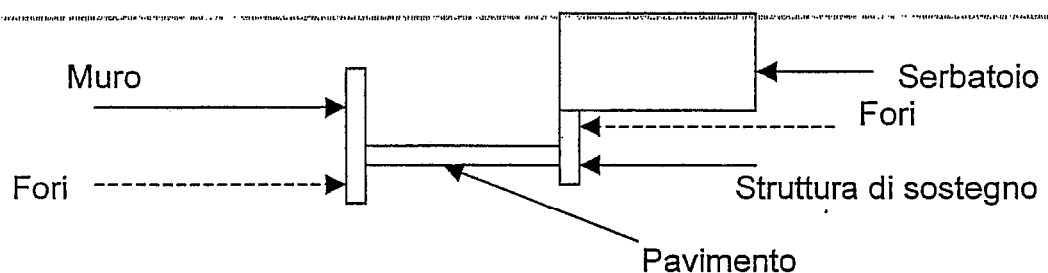 Muro
Serbatoio
Fori
Fori
Struttura di sostegno
Pavimento